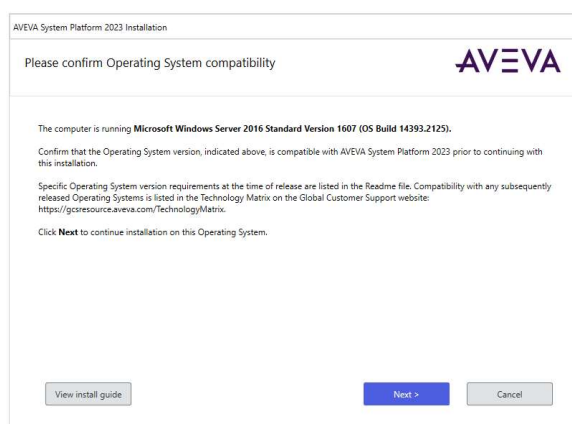 AVEVA System Platform 2023 Installation
Please confirm Operating System compatibility
AVEVA
The computer is running Microsoft Windows Server 2016 Standard Version 1607 (OS Build 14393.2125).
Confirm that the Operating System version, indicated above, is compatible with AVEVA System Platform 2023 prior to continuing with
this installation.
Specific Operating System version requirements at the time of release are listed in the Readme file. Compatibility with any subsequently
released Operating Systems is listed in the Technology Matrix on the Global Customer Support website:
https://gcsresource.aveva.com/TechnologyMatrix.
Click Next to continue installation on this Operating System.
View install guide
Next >
Cancel